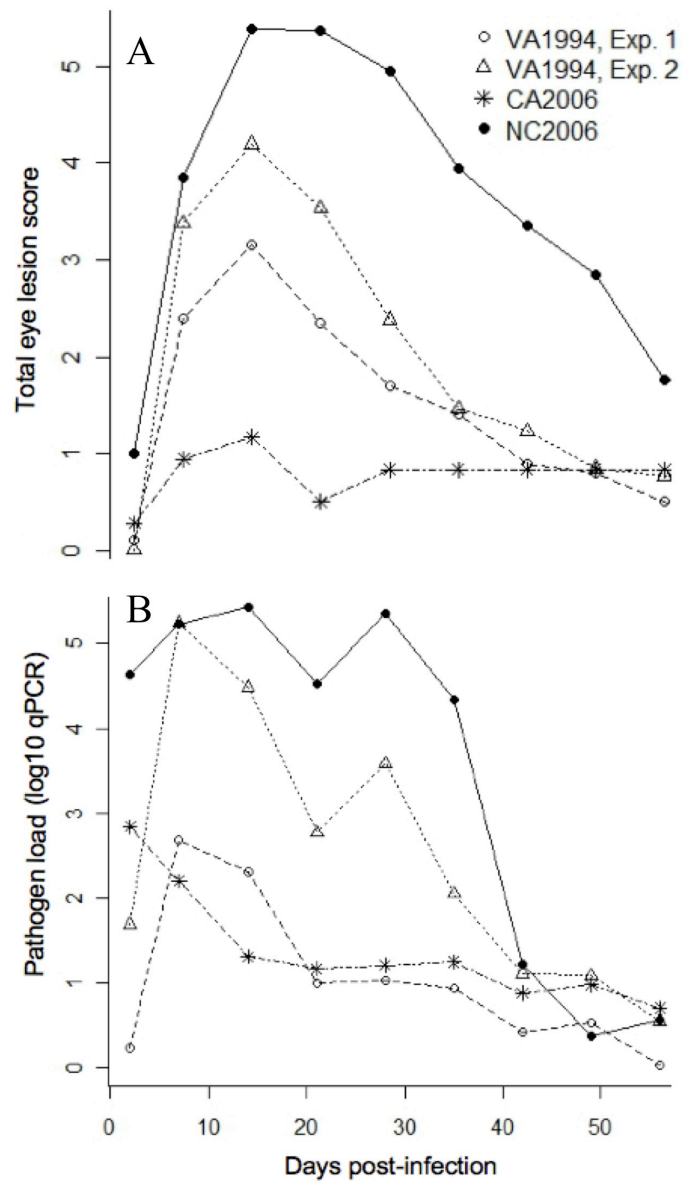 A
VA1994, Exp. 1
VA1994, Exp. 2
CA2006
NC2006
Total eye lesion score
5
4
3
2
1
0
B
Pathogen load (log10 qPCR)
5
4
3
2
1
0
0 10 20 30 40 50
Days post-infection